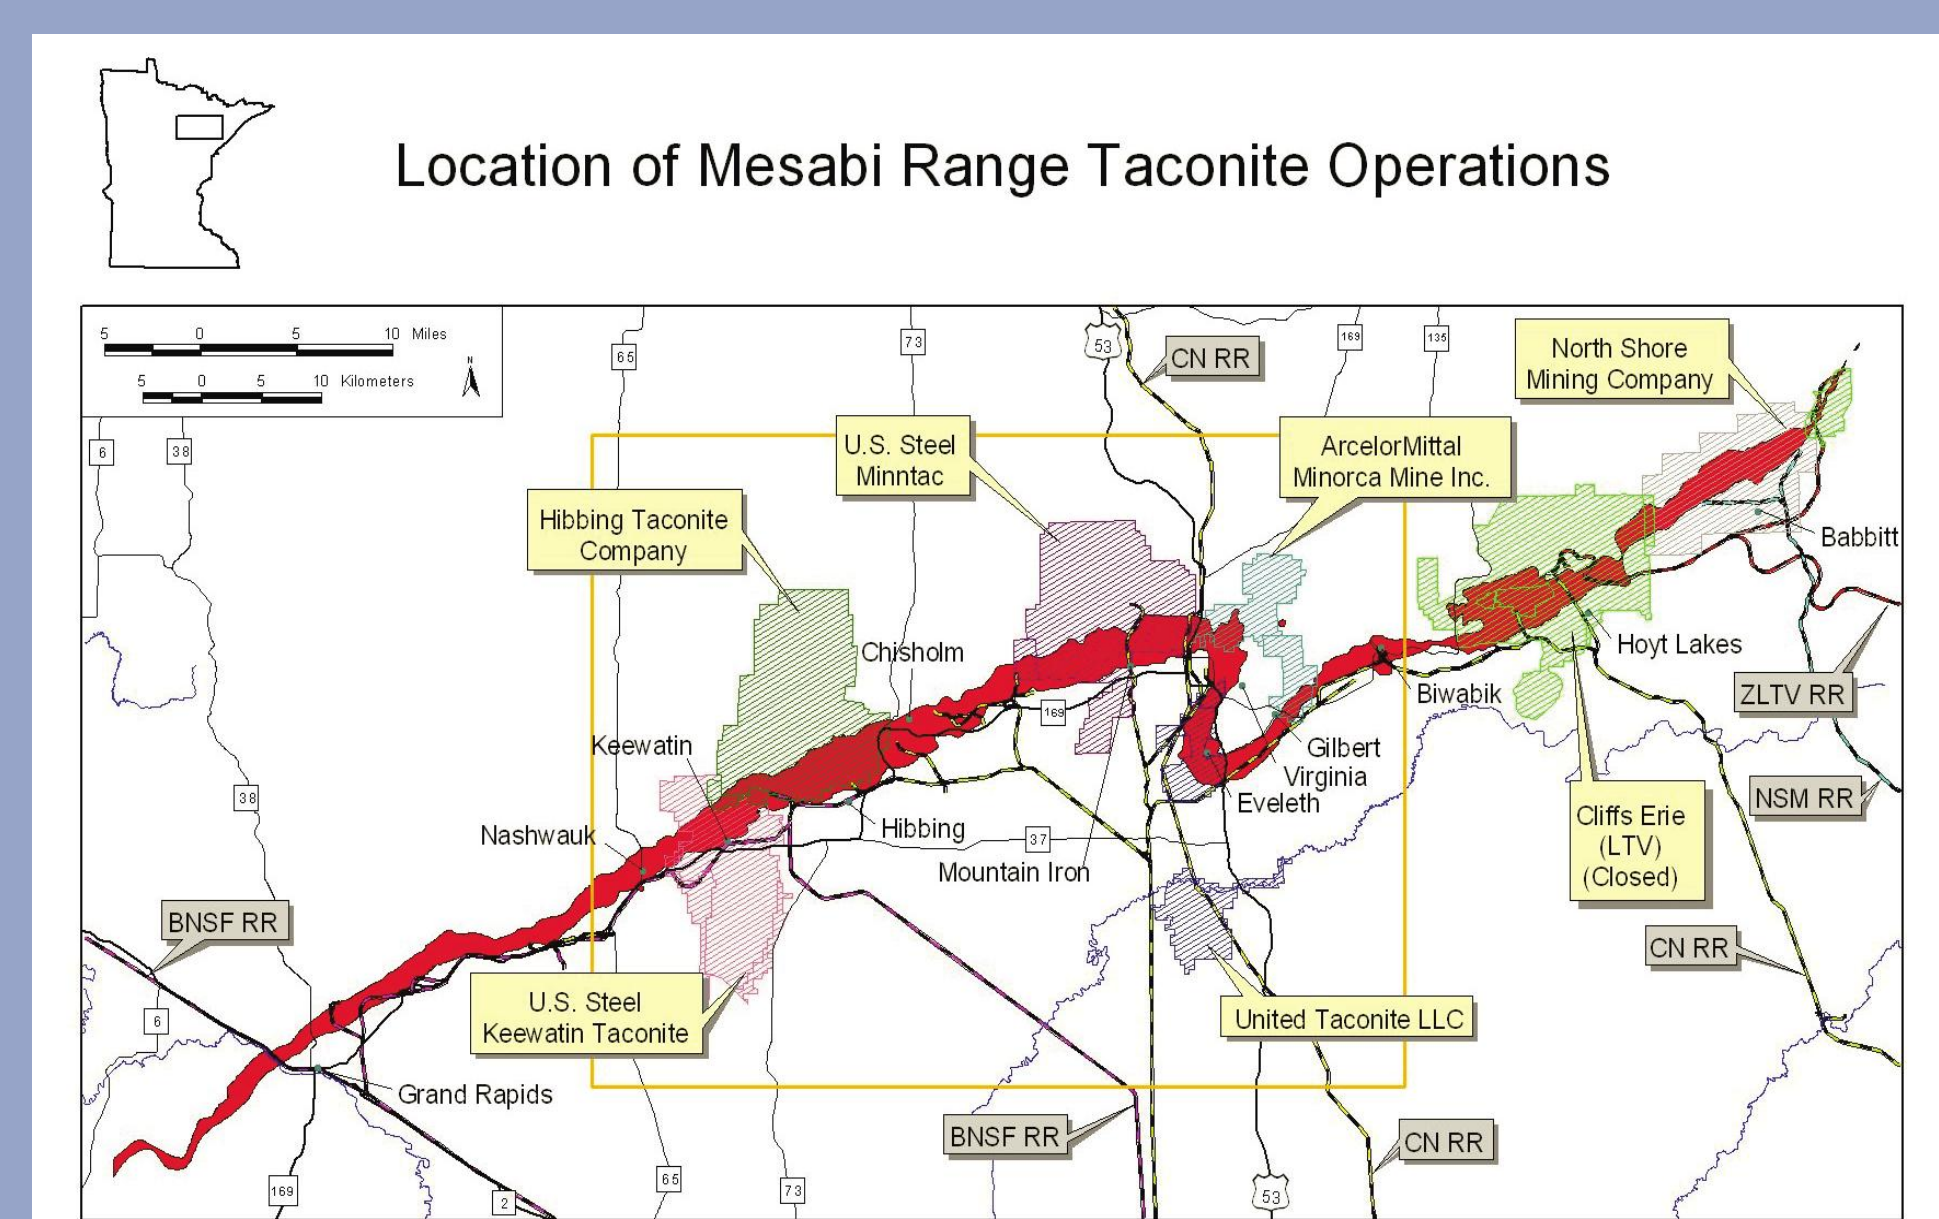 Location of Mesabi Range Taconite Operations
5 0 5 10 Miles
5 0 5 10 Kilometers
N
65
73
53
CN RR
169
135
North Shore
Mining Company
6
38
U.S. Steel
Minntac
ArcelorMittal
Minorca Mine Inc.
Hibbing Taconite
Company
Babbitt
Chisholm
Hoyt Lakes
ZLTV RR
Biwabik
169
Keewatin
Gilbert
Virginia
Eveleth
38
NSM RR
Nashwauk
Hibbing
37
Mountain Iron
Cliffs Erie
(LTV)
(Closed)
BNSF RR
CN RR
6
U.S. Steel
Keewatin Taconite
United Taconite LLC
Grand Rapids
BNSF RR
CN RR
169
2
65
73
53